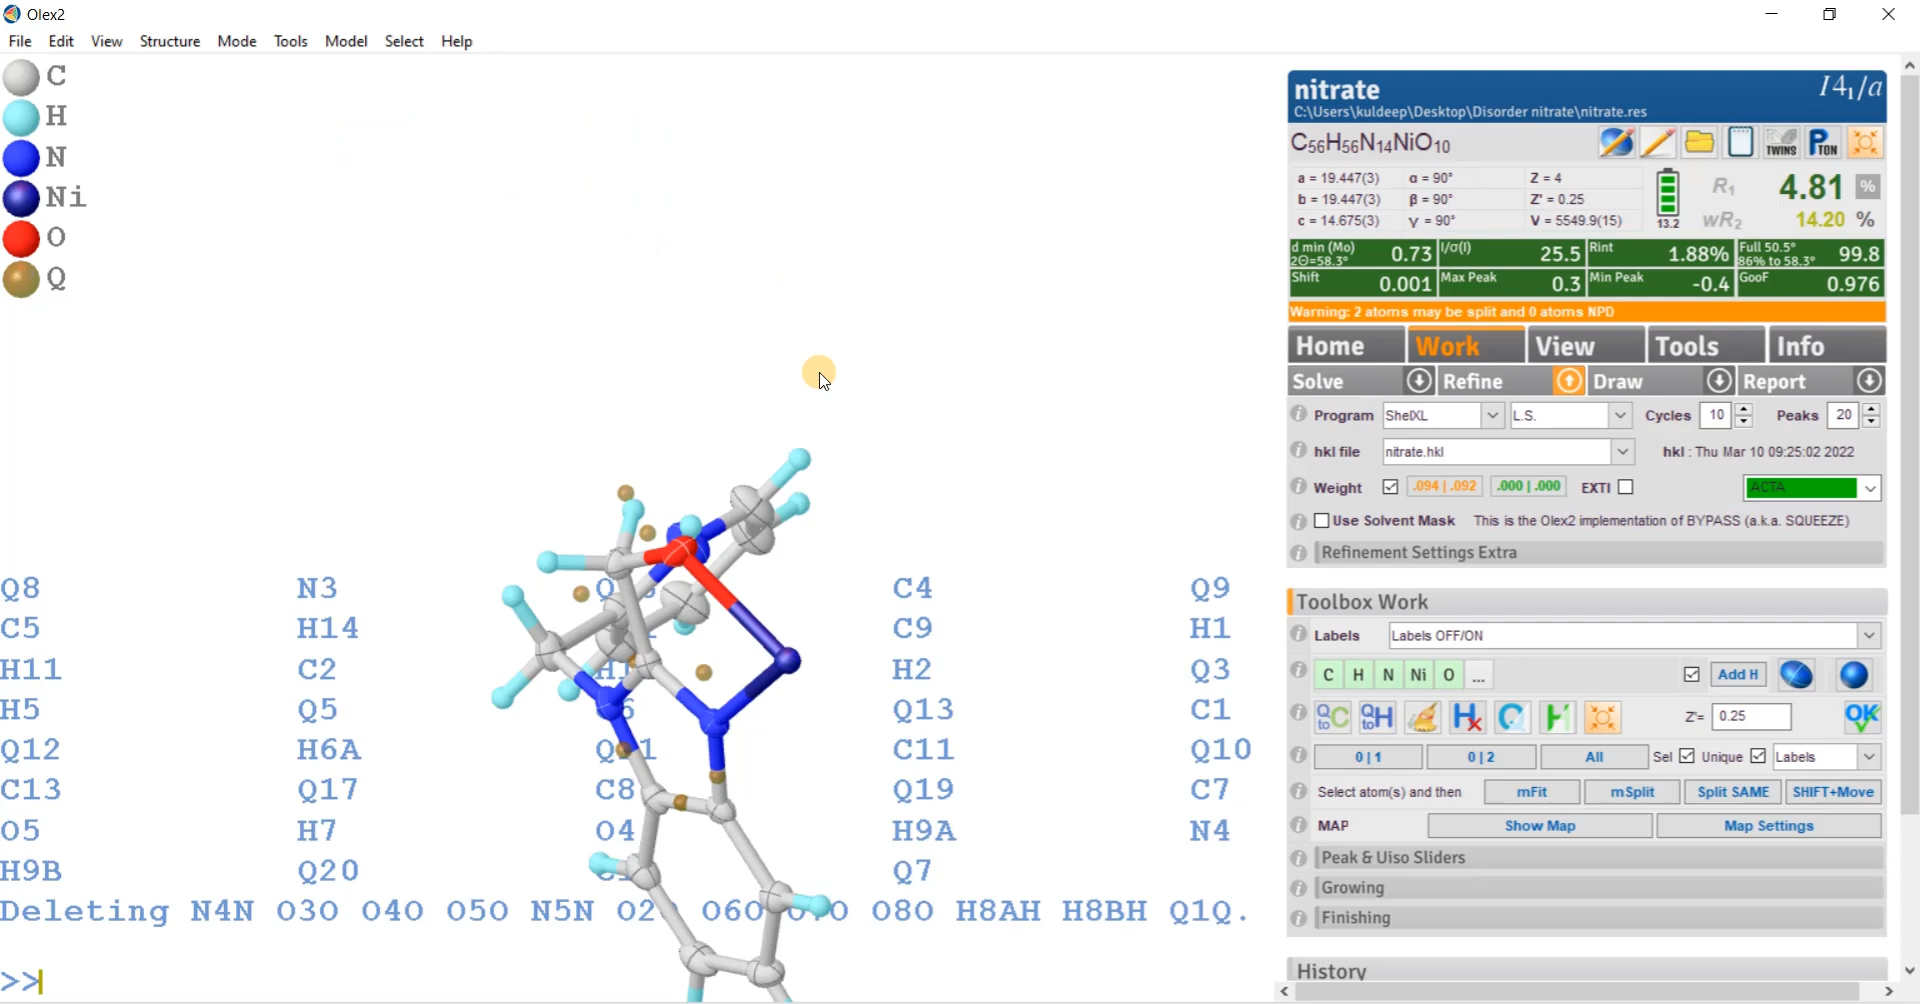 Olex2
File Edit View Structure Mode Tools Model Select Help
C
H
N
Ni
O
Q
nitrate I4₁/a
C:\Users\kuldeep\Desktop\Disorder nitrate\nitrate.res
C₅₆H₅₆N₁₄NiO₁₀ TWINS PTON
a = 19.447(3) α = 90° Z = 4 R₁ 4.81 %
b = 19.447(3) β = 90° Z' = 0.25
c = 14.675(3) γ = 90° V = 5549.9(15) 13.2 wR₂ 14.20 %
d min (Mo) 2Θ=58.3° 0.73 I/σ(I) 25.5 Rint 1.88% Full 50.5° 86% to 58.3° 99.8
Shift 0.001 Max Peak 0.3 Min Peak -0.4 GooF 0.976
Warning: 2 atoms may be split and 0 atoms NPD
Home Work View Tools Info
Solve Refine Draw Report
Program ShelXL L.S. Cycles 10 Peaks 20
hkl file nitrate.hkl hkl : Thu Mar 10 09:25:02 2022
Weight .094 | .092 .000 | .000 EXTI ACTA
Use Solvent Mask This is the Olex2 implementation of BYPASS (a.k.a. SQUEEZE)
Refinement Settings Extra
Toolbox Work
Labels Labels OFF/ON
C H N Ni O ... Add H
Q to C Q to H H Z'= 0.25 OK
0 | 1 0 | 2 All Sel Unique Labels
Select atom(s) and then mFit mSplit Split SAME SHIFT+Move
MAP Show Map Map Settings
Peak & Uiso Sliders
Growing
Finishing
History
Q8 N3 C4 Q9
C5 H14 C9 H1
H11 C2 H2 Q3
H5 Q5 Q13 C1
Q12 H6A C11 Q10
C13 Q17 C8 Q19 C7
O5 H7 O4 H9A N4
H9B Q20 Q7
Deleting N4N O3O O4O O5O N5N O6O O8O H8AH H8BH Q1Q.
>>